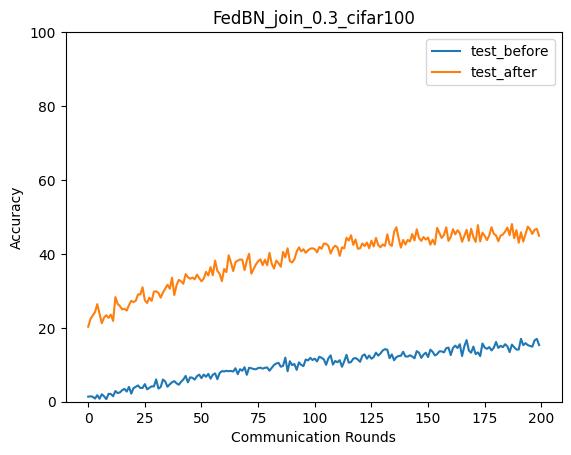 FedBN_join_0.3_cifar100
test_before
test_after
Accuracy
100
80
60
40
20
0
0 25 50 75 100 125 150 175 200
Communication Rounds